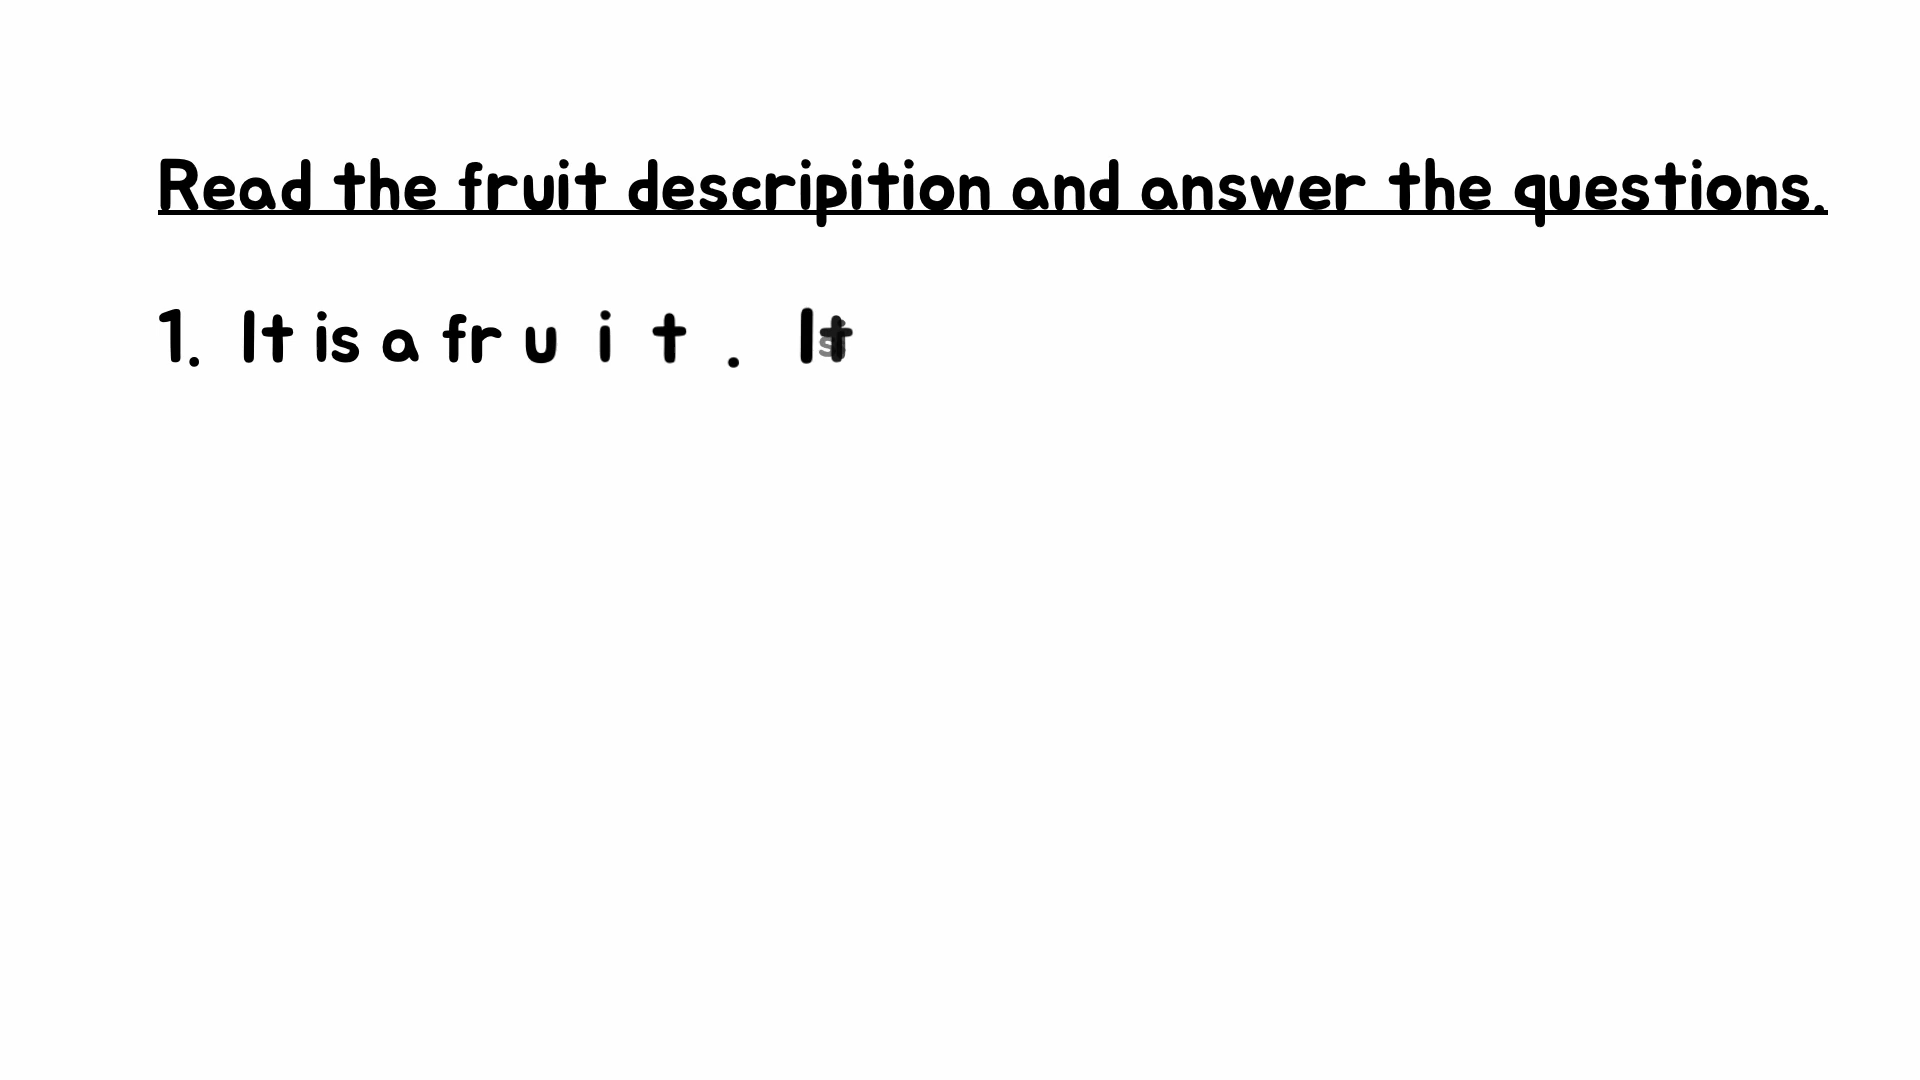 Read the fruit descripition and answer the questions.
1. It is a fruit. It